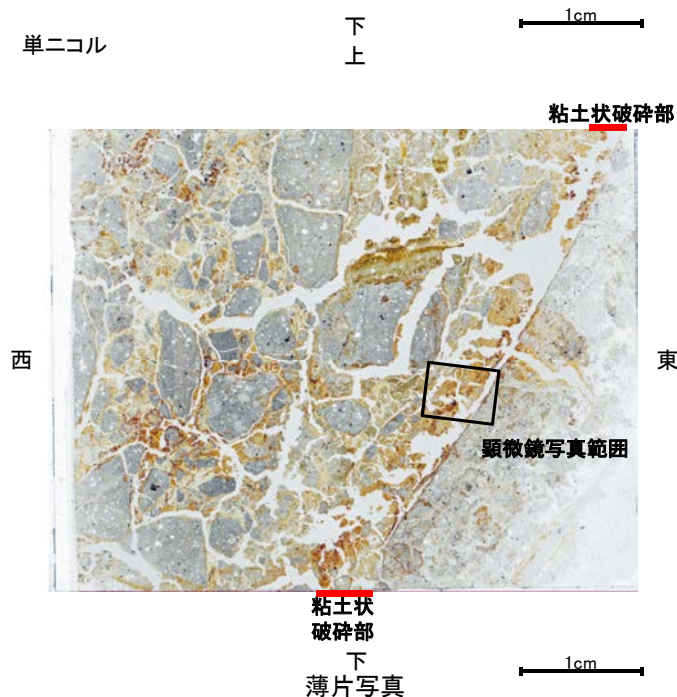 1cm
単ニコル
下
上
粘土状破砕部
西
東
顕微鏡写真範囲
粘土状
破砕部
下
1cm
薄片写真